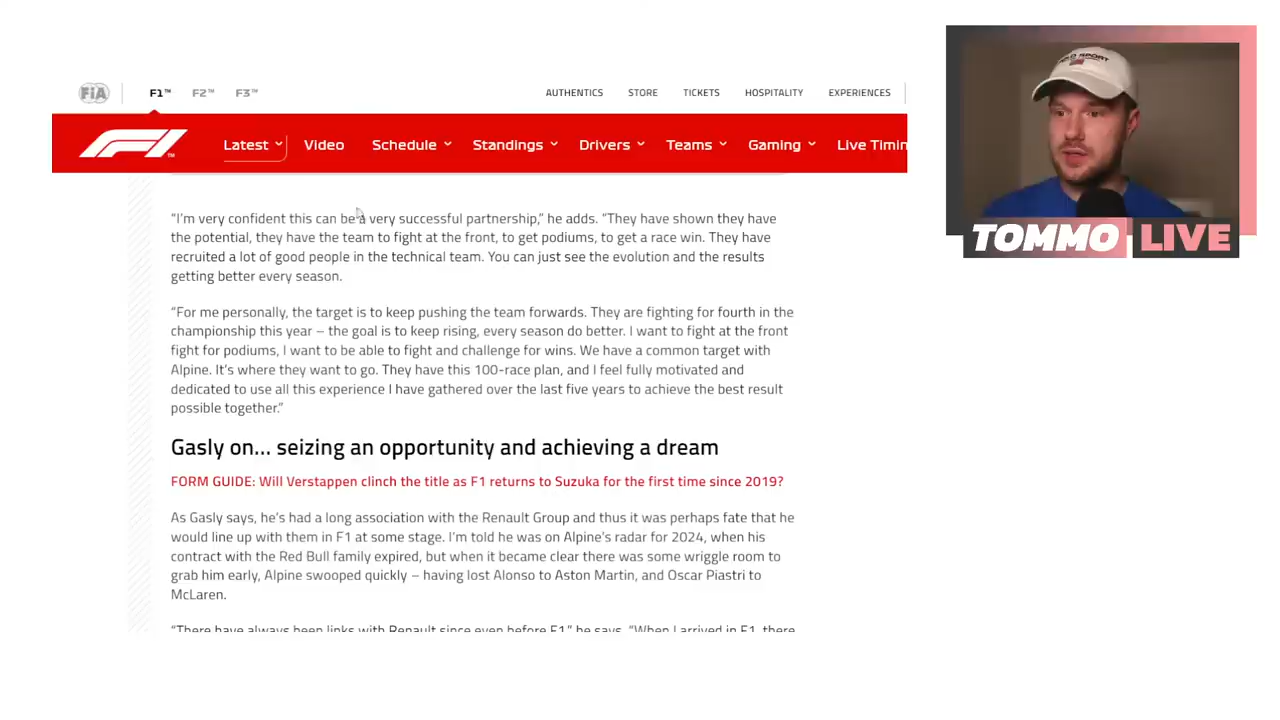 FiA F1™ F2™ F3™ AUTHENTICS STORE TICKETS HOSPITALITY EXPERIENCES
F1 Latest Video Schedule Standings Drivers Teams Gaming Live Timin
“I’m very confident this can be a very successful partnership,” he adds. “They have shown they have
the potential, they have the team to fight at the front, to get podiums, to get a race win. They have
recruited a lot of good people in the technical team. You can just see the evolution and the results
getting better every season.
“For me personally, the target is to keep pushing the team forwards. They are fighting for fourth in the
championship this year – the goal is to keep rising, every season do better. I want to fight at the front
fight for podiums, I want to be able to fight and challenge for wins. We have a common target with
Alpine. It’s where they want to go. They have this 100-race plan, and I feel fully motivated and
dedicated to use all this experience I have gathered over the last five years to achieve the best result
possible together.”
Gasly on... seizing an opportunity and achieving a dream
FORM GUIDE: Will Verstappen clinch the title as F1 returns to Suzuka for the first time since 2019?
As Gasly says, he’s had a long association with the Renault Group and thus it was perhaps fate that he
would line up with them in F1 at some stage. I’m told he was on Alpine’s radar for 2024, when his
contract with the Red Bull family expired, but when it became clear there was some wriggle room to
grab him early, Alpine swooped quickly – having lost Alonso to Aston Martin, and Oscar Piastri to
McLaren.
“There have always been links with Renault since even before F1,” he says. “When I arrived in F1, there
TOMMO LIVE